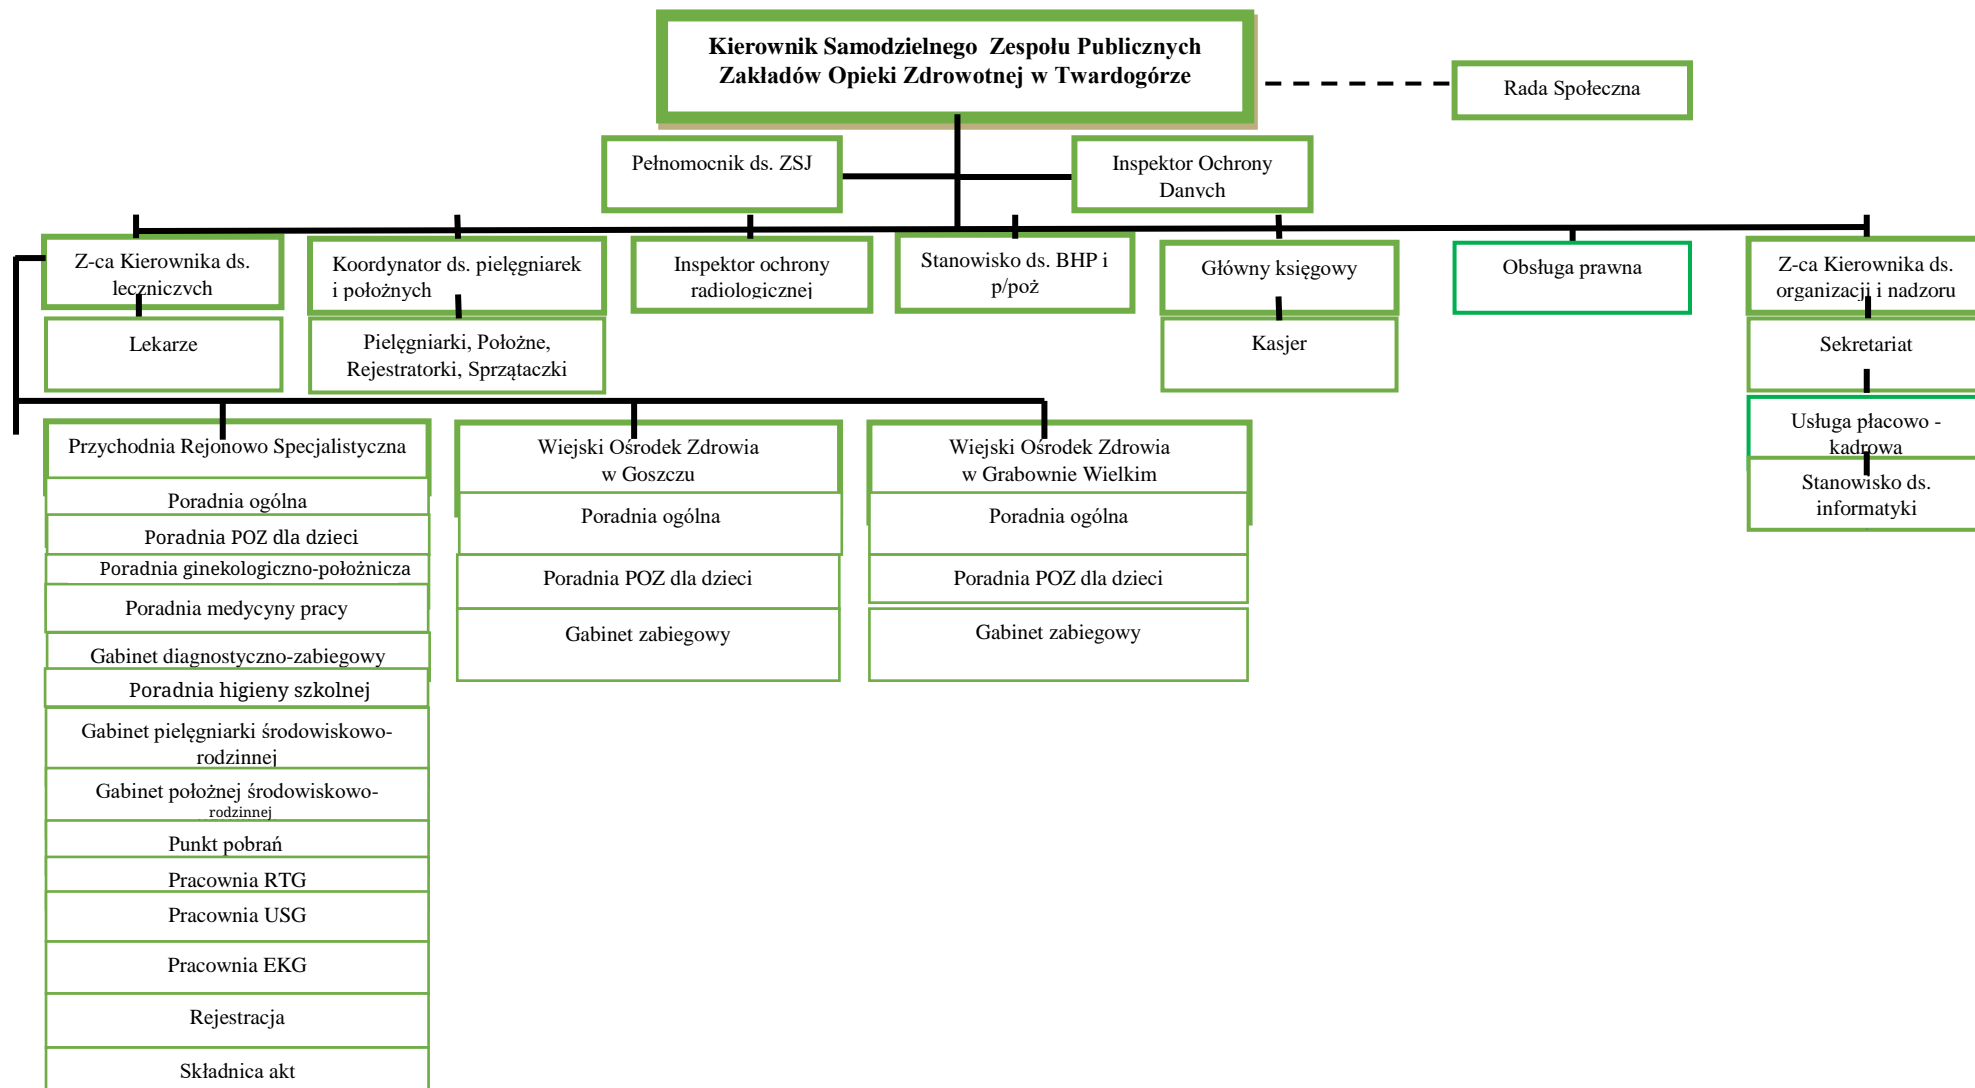 Kierownik Samodzielnego Zespołu Publicznych
Zakładów Opieki Zdrowotnej w Twardogórze
Rada Społeczna
Pełnomocnik ds. ZSJ
Inspektor Ochrony
Danych
Z-ca Kierownika ds.
leczniczych
Koordynator ds. pielęgniarek
i położnych
Inspektor ochrony
radiologicznej
Stanowisko ds. BHP i
p/poż
Główny księgowy
Obsługa prawna
Z-ca Kierownika ds.
organizacji i nadzoru
Lekarze
Pielęgniarki, Położne,
Rejestratorki, Sprzątaczki
Kasjer
Sekretariat
Usługa płacowo -
kadrowa
Stanowisko ds.
informatyki
Przychodnia Rejonowo Specjalistyczna
Poradnia ogólna
Poradnia POZ dla dzieci
Poradnia ginekologiczno-położnicza
Poradnia medycyny pracy
Gabinet diagnostyczno-zabiegowy
Poradnia higieny szkolnej
Gabinet pielęgniarki środowiskowo-
rodzinnej
Gabinet położnej środowiskowo-
rodzinnej
Punkt pobrań
Pracownia RTG
Pracownia USG
Pracownia EKG
Rejestracja
Składnica akt
Wiejski Ośrodek Zdrowia
w Goszczu
Poradnia ogólna
Poradnia POZ dla dzieci
Gabinet zabiegowy
Wiejski Ośrodek Zdrowia
w Grabownie Wielkim
Poradnia ogólna
Poradnia POZ dla dzieci
Gabinet zabiegowy